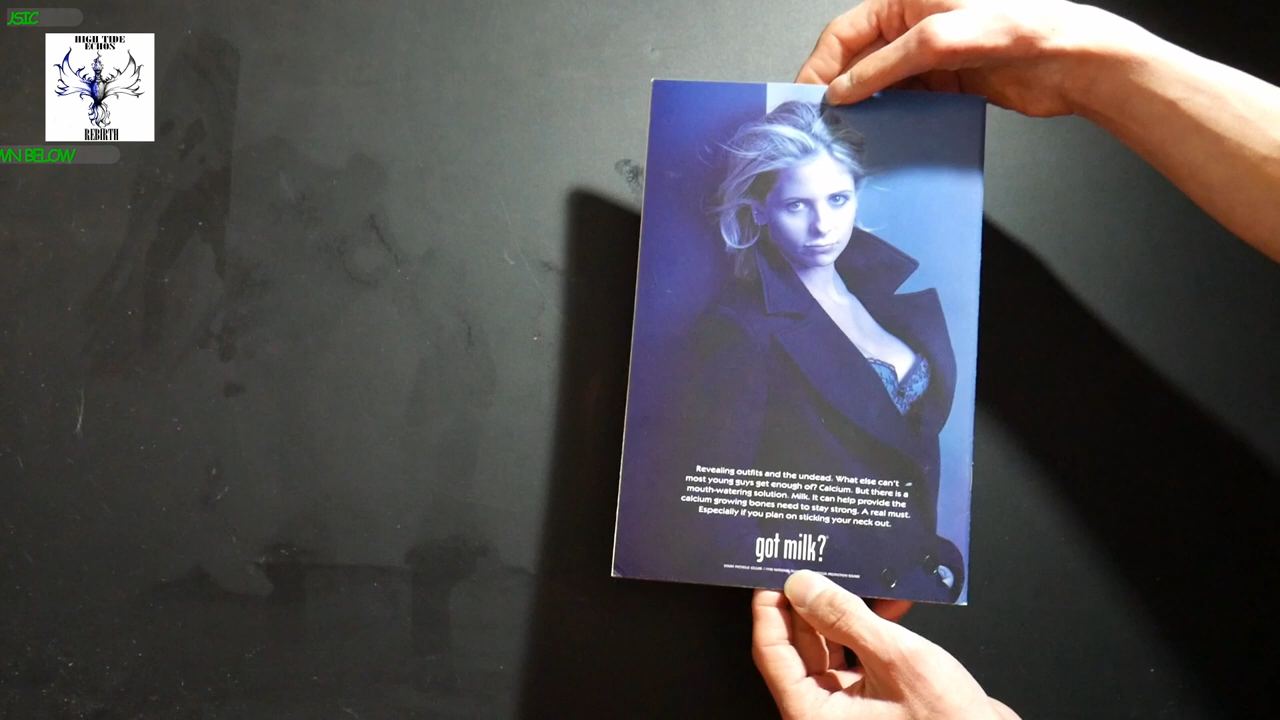 JSIC
HIGH TIDE
ECHOS
REBIRTH
WN BELOW
Revealing outfits and the undead. What else can't
most young guys get enough of? Calcium. But there is a
mouth-watering solution. Milk. It can help provide the
calcium growing bones need to stay strong. A real must.
Especially if you plan on sticking your neck out.
got milk?